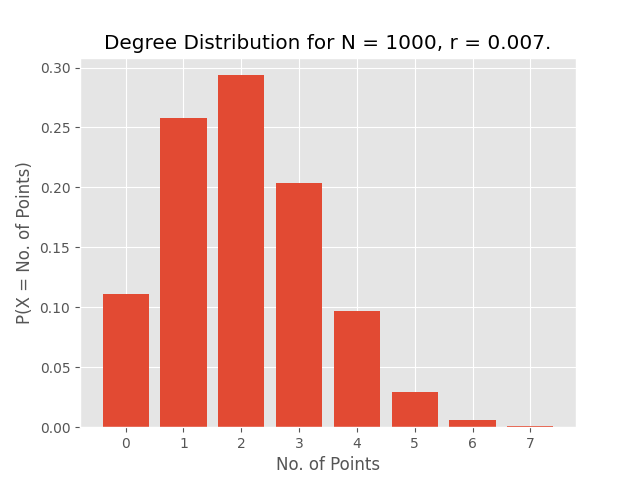 Degree Distribution for N = 1000, r = 0.007.
0.30
0.25
0.20
0.15
0.10
0.05
0.00
P(X = No. of Points)
0 1 2 3 4 5 6 7
No. of Points